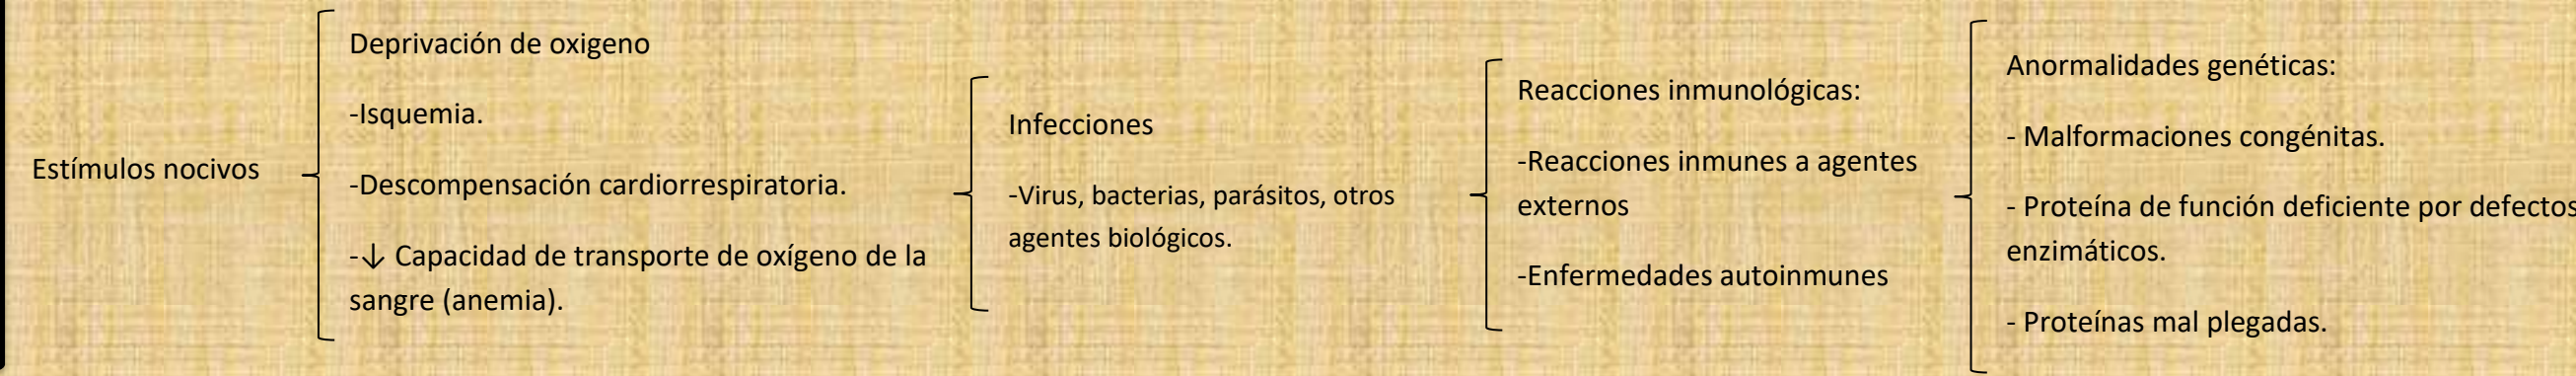 Estímulos nocivos
Deprivación de oxigeno
-Isquemia.
-Descompensación cardiorrespiratoria.
-↓ Capacidad de transporte de oxígeno de la
sangre (anemia).
Infecciones
-Virus, bacterias, parásitos, otros
agentes biológicos.
Reacciones inmunológicas:
-Reacciones inmunes a agentes
externos
-Enfermedades autoinmunes
Anormalidades genéticas:
- Malformaciones congénitas.
- Proteína de función deficiente por defectos
enzimáticos.
- Proteínas mal plegadas.